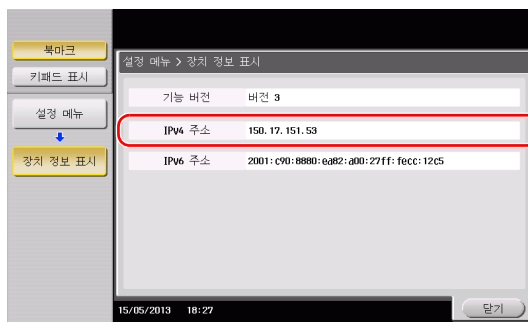 북마크
키패드 표시
설정 메뉴
장치 정보 표시
설정 메뉴 > 장치 정보 표시
기능 버전 버전 3
IPv4 주소 150.17.151.53
IPv6 주소 2001:c90:8880:ea82:a00:27ff:fecc:12c5
15/05/2013 18:27
닫기